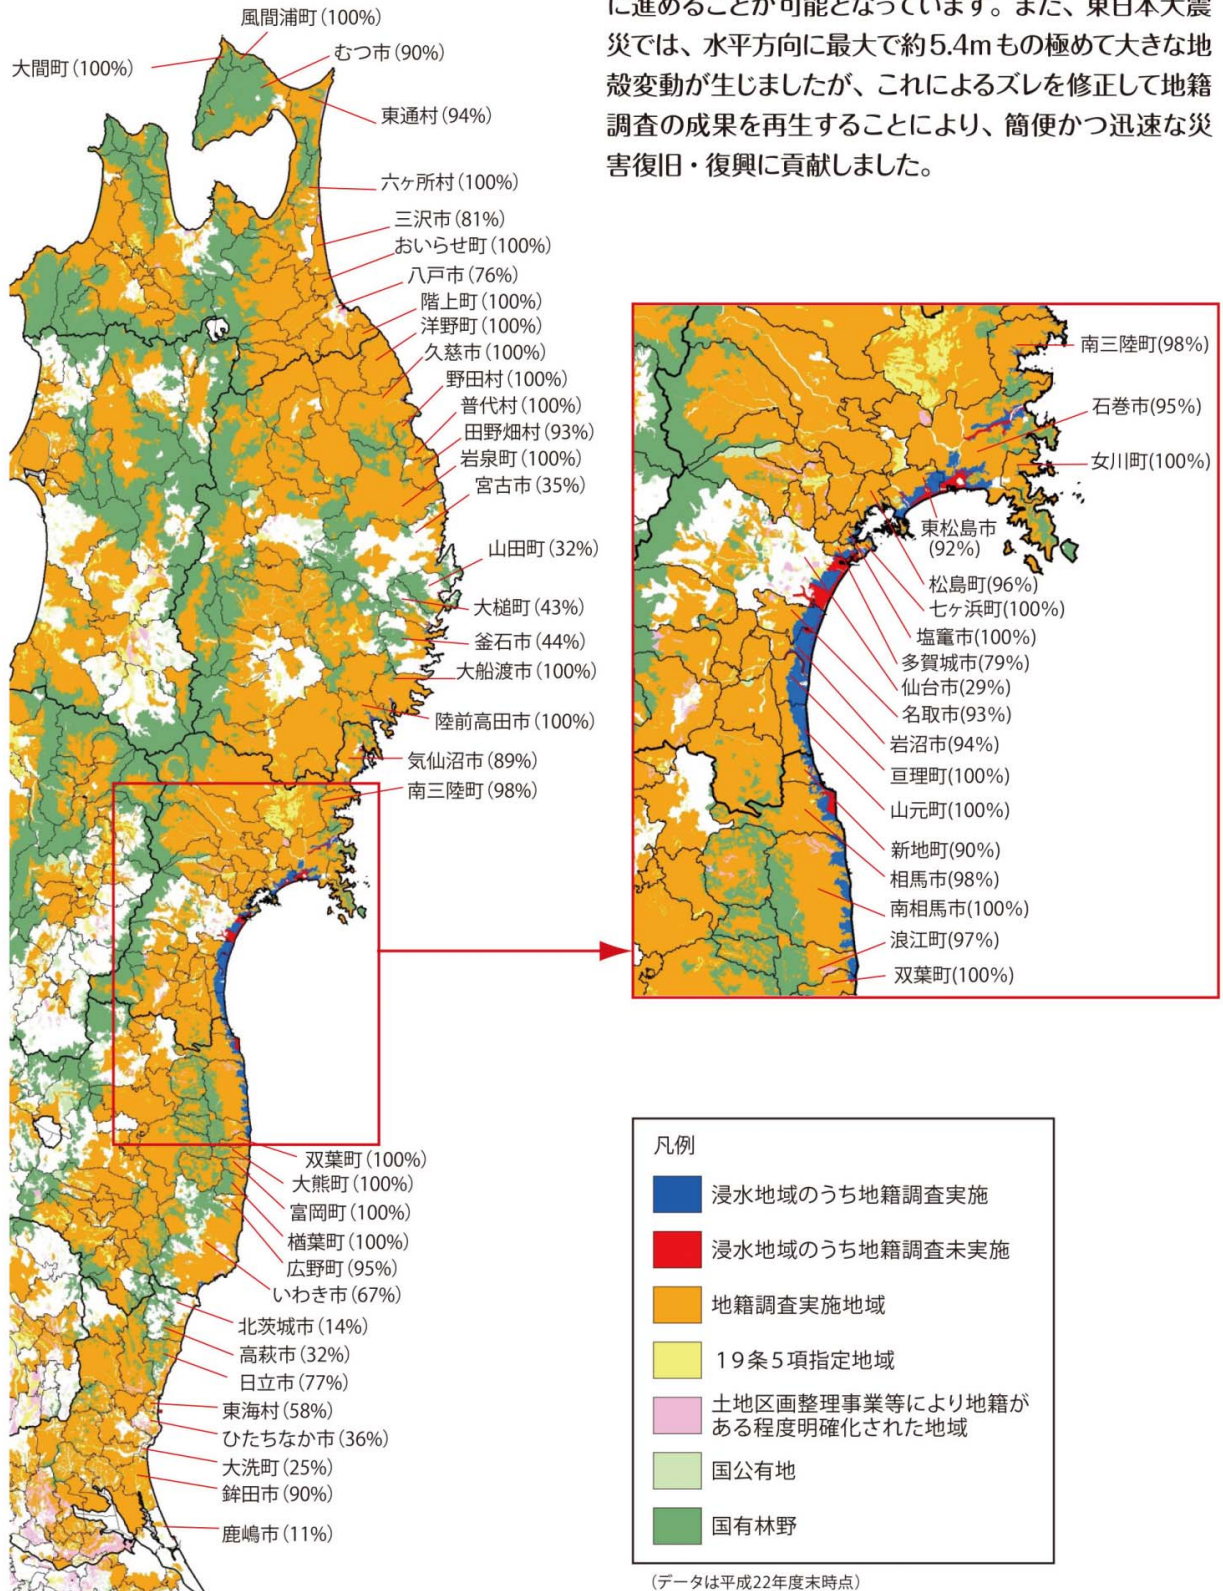 に進めることが可能となっています。また、東日本大震
災では、水平方向に最大で約5.4mもの極めて大きな地
殻変動が生じましたが、これによるズレを修正して地籍
調査の成果を再生することにより、簡便かつ迅速な災
害復旧・復興に貢献しました。
風間浦町(100%)
大間町(100%)
むつ市(90%)
東通村(94%)
六ヶ所村(100%)
三沢市(81%)
おいらせ町(100%)
八戸市(76%)
階上町(100%)
洋野町(100%)
久慈市(100%)
野田村(100%)
普代村(100%)
田野畑村(93%)
岩泉町(100%)
宮古市(35%)
山田町(32%)
大槌町(43%)
釜石市(44%)
大船渡市(100%)
陸前高田市(100%)
気仙沼市(89%)
南三陸町(98%)
双葉町(100%)
大熊町(100%)
富岡町(100%)
楢葉町(100%)
広野町(95%)
いわき市(67%)
北茨城市(14%)
高萩市(32%)
日立市(77%)
東海村(58%)
ひたちなか市(36%)
大洗町(25%)
鉾田市(90%)
鹿嶋市(11%)
南三陸町(98%)
石巻市(95%)
女川町(100%)
東松島市
(92%)
松島町(96%)
七ヶ浜町(100%)
塩竈市(100%)
多賀城市(79%)
仙台市(29%)
名取市(93%)
岩沼市(94%)
亘理町(100%)
山元町(100%)
新地町(90%)
相馬市(98%)
南相馬市(100%)
浪江町(97%)
双葉町(100%)
凡例
浸水地域のうち地籍調査実施
浸水地域のうち地籍調査未実施
地籍調査実施地域
19条5項指定地域
土地区画整理事業等により地籍が
ある程度明確化された地域
国公有地
国有林野
(データは平成22年度末時点)